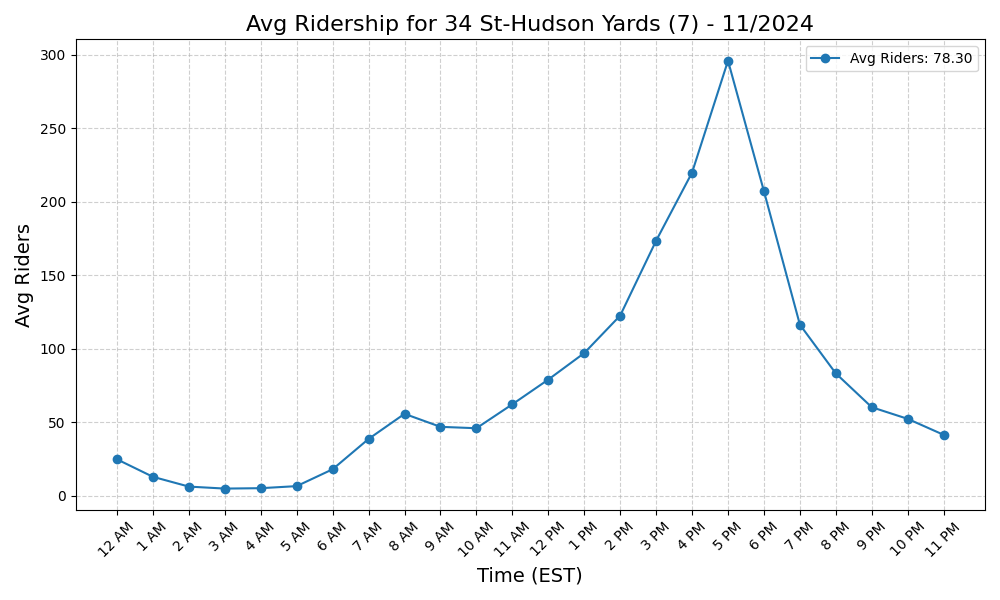 Avg Ridership for 34 St-Hudson Yards (7) - 11/2024
Avg Riders: 78.30
Avg Riders
300
250
200
150
100
50
0
12 AM
1 AM
2 AM
3 AM
4 AM
5 AM
6 AM
7 AM
8 AM
9 AM
10 AM
11 AM
12 PM
1 PM
2 PM
3 PM
4 PM
5 PM
6 PM
7 PM
8 PM
9 PM
10 PM
11 PM
Time (EST)